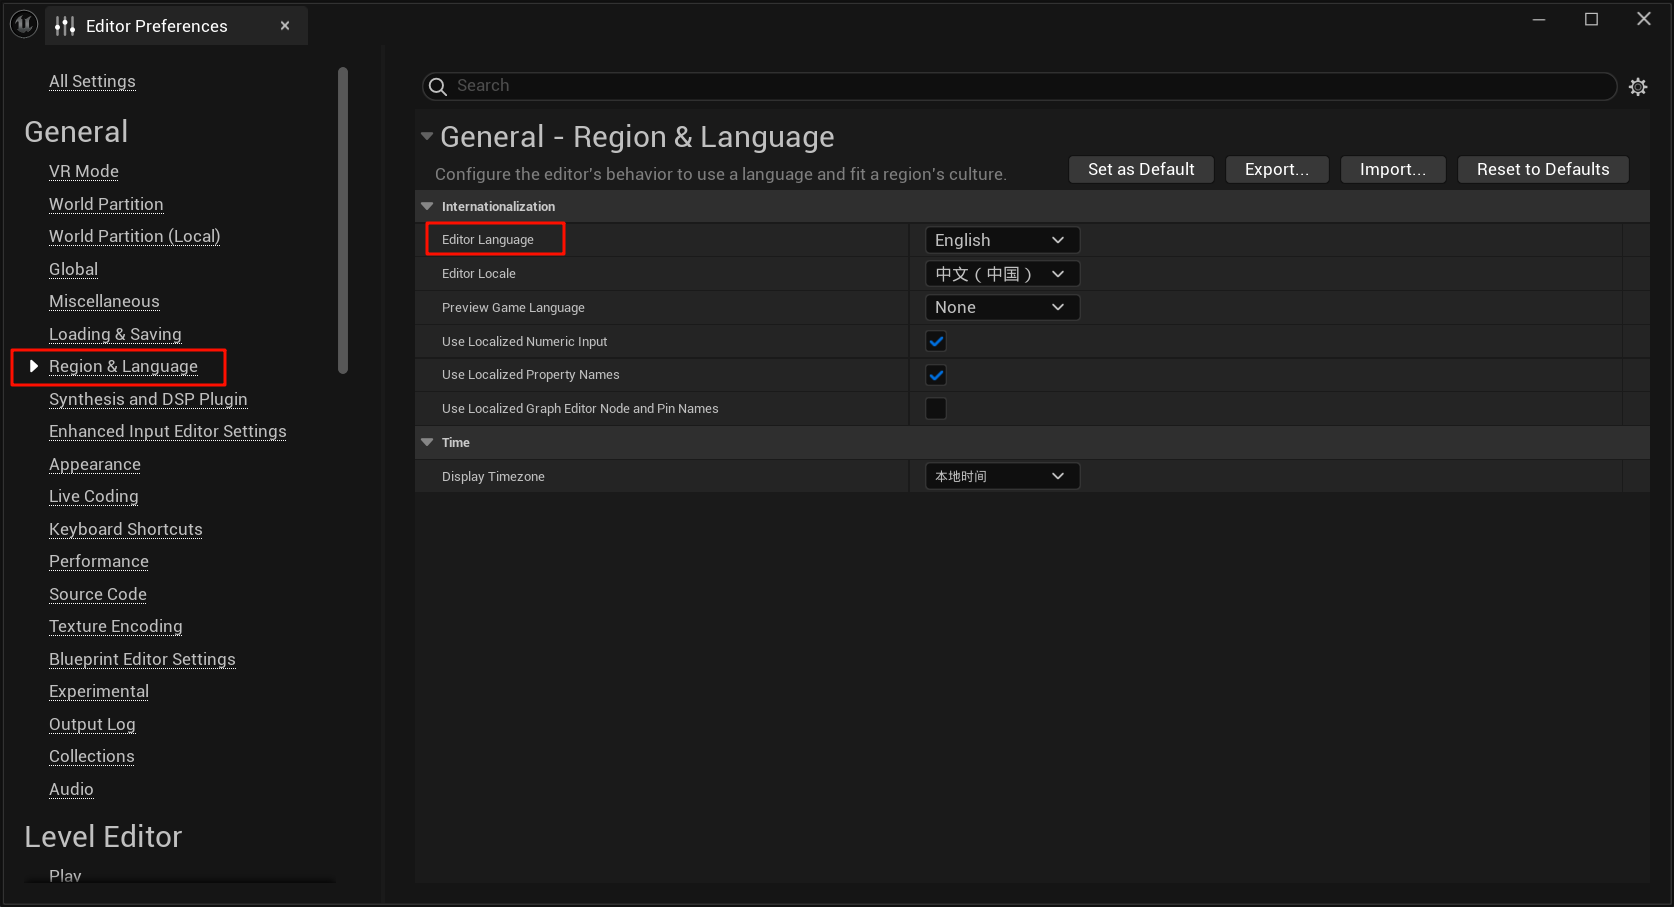 Editor Preferences
All Settings
General
VR Mode
World Partition
World Partition (Local)
Global
Miscellaneous
Loading & Saving
Region & Language
Synthesis and DSP Plugin
Enhanced Input Editor Settings
Appearance
Live Coding
Keyboard Shortcuts
Performance
Source Code
Texture Encoding
Blueprint Editor Settings
Experimental
Output Log
Collections
Audio
Level Editor
Play
Search
General - Region & Language
Configure the editor's behavior to use a language and fit a region's culture.
Set as Default Export... Import... Reset to Defaults
Internationalization
Editor Language English
Editor Locale 中文（中国）
Preview Game Language None
Use Localized Numeric Input
Use Localized Property Names
Use Localized Graph Editor Node and Pin Names
Time
Display Timezone 本地时间